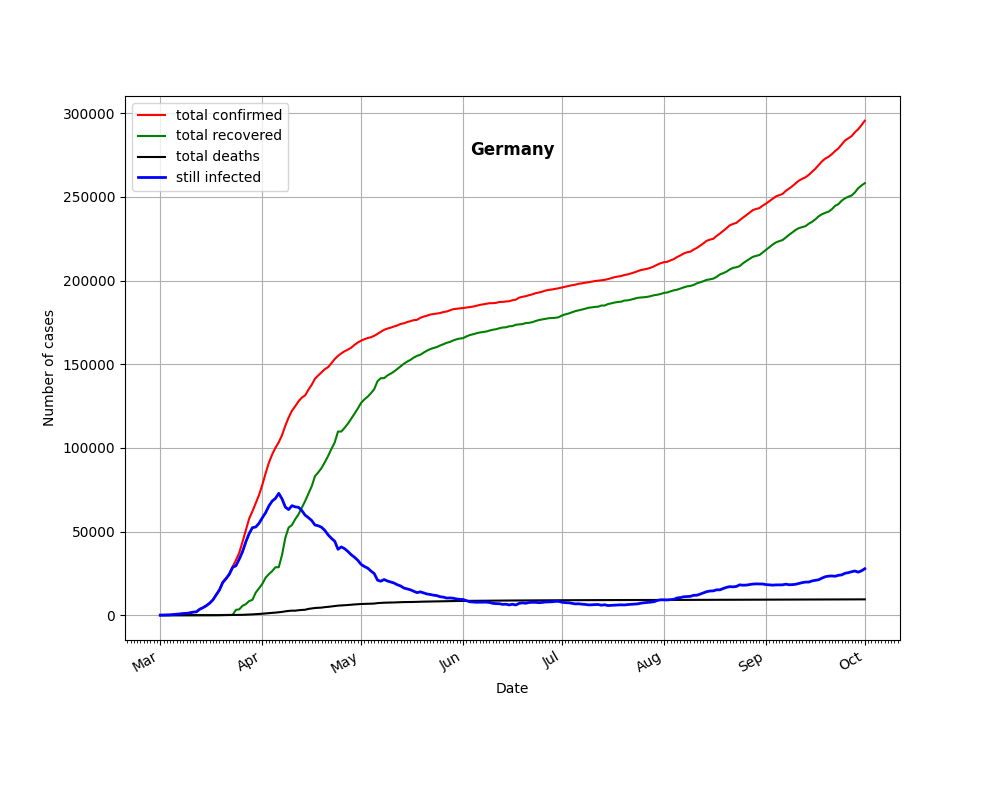 300000
250000
200000
150000
100000
50000
0
Number of cases
total confirmed
total recovered
total deaths
still infected
Germany
Mar
Apr
May
Jun
Jul
Aug
Sep
Oct
Date